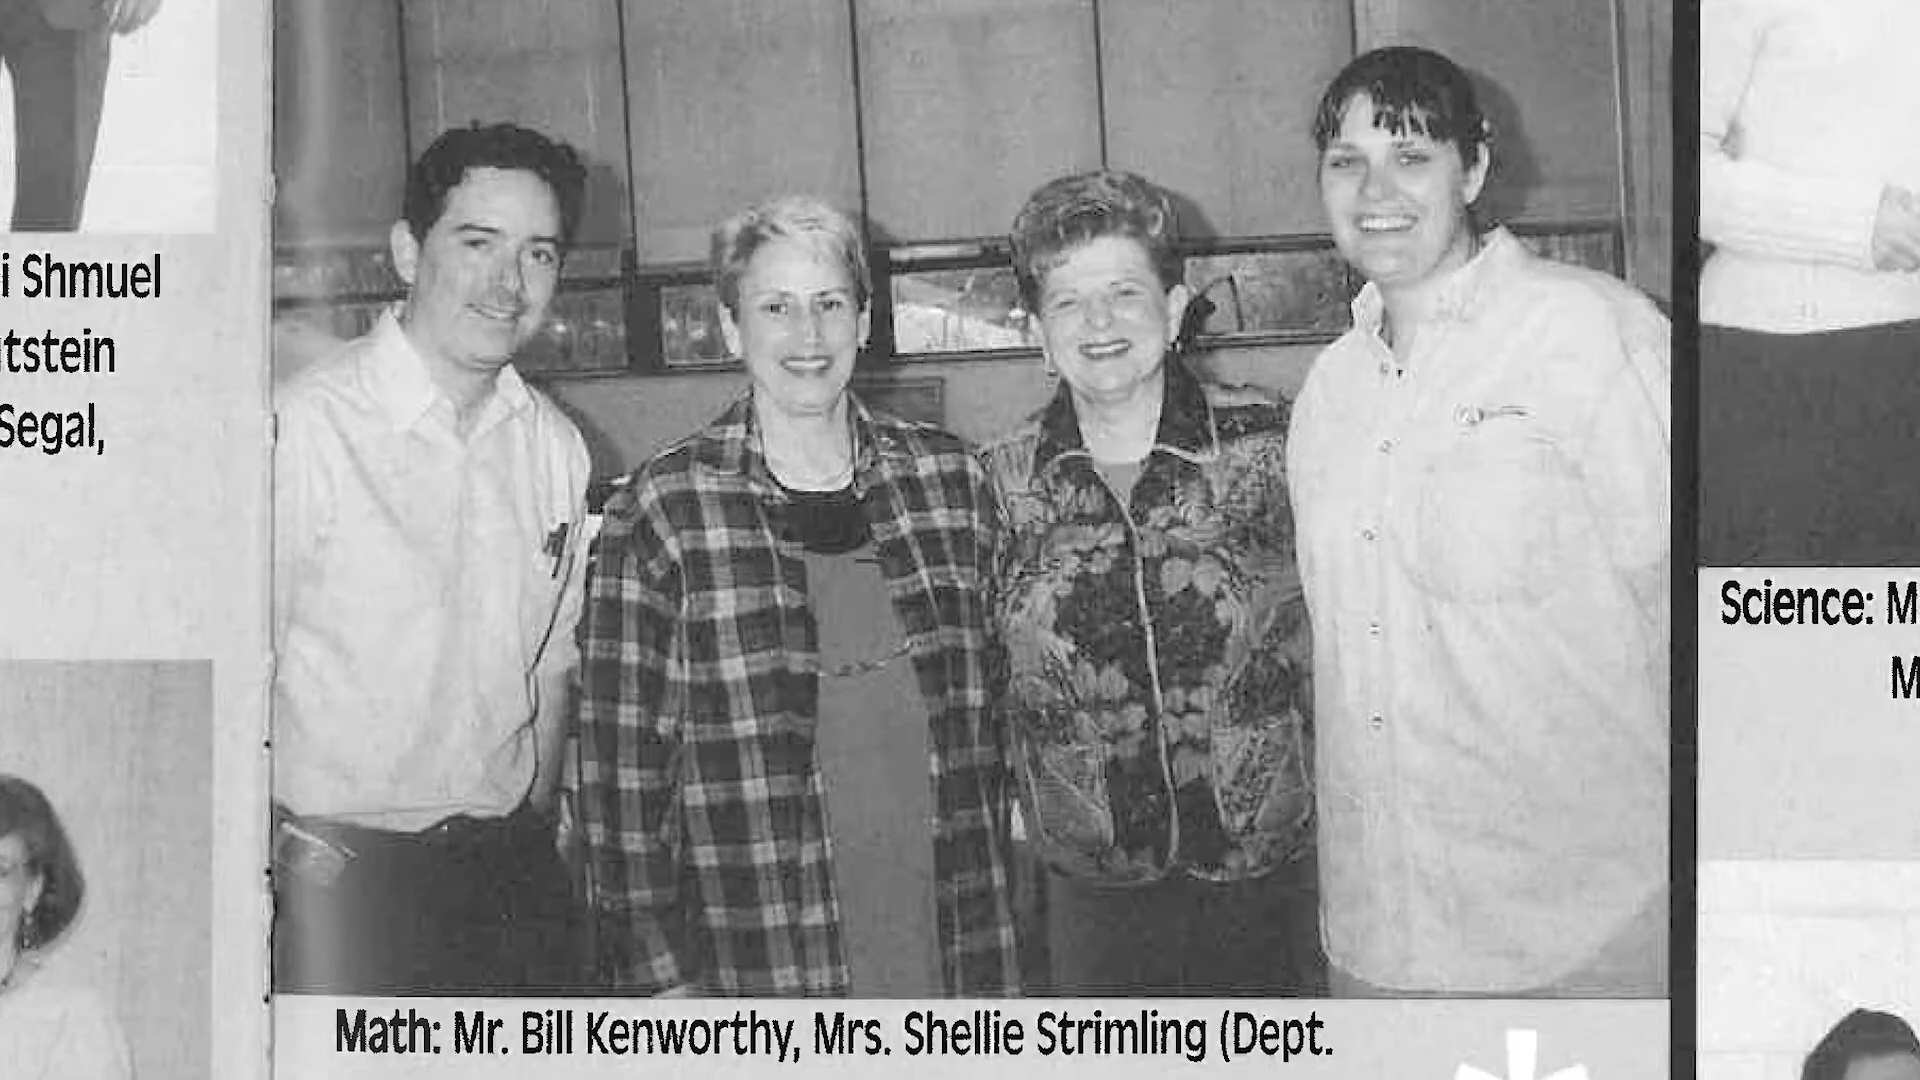 i Shmuel
tstein
Segal,
Math: Mr. Bill Kenworthy, Mrs. Shellie Strimling (Dept.
Science: M
M